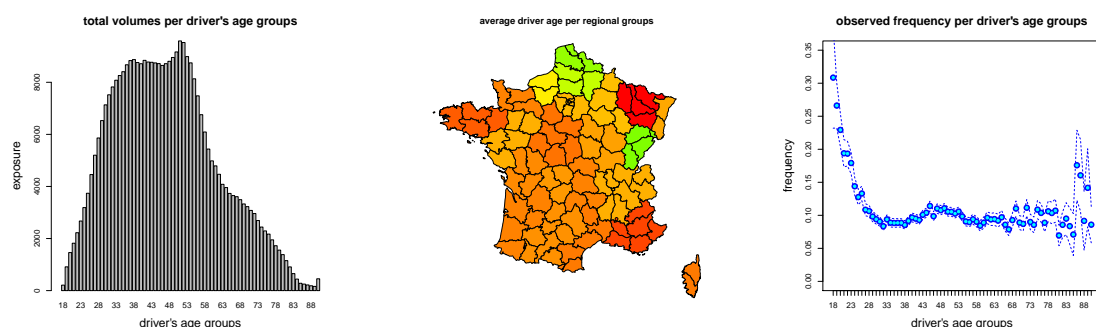 total volumes per driver's age groups
exposure
8000
6000
4000
2000
0
18 23 28 33 38 43 48 53 58 63 68 73 78 83 88
driver's age groups
average driver age per regional groups
observed frequency per driver's age groups
frequency
0.35
0.30
0.25
0.20
0.15
0.10
0.05
0.00
18 23 28 33 38 43 48 53 58 63 68 73 78 83 88
driver's age groups